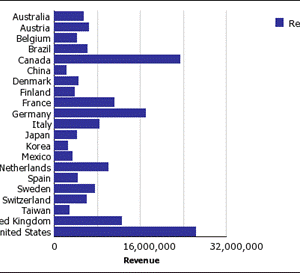 Re
Australia
Austria
Belgium
Brazil
Canada
China
Denmark
Finland
France
Germany
Italy
Japan
Korea
Mexico
Netherlands
Spain
Sweden
Switzerland
Taiwan
ed Kingdom
nited States
0 16,000,000 32,000,000
Revenue